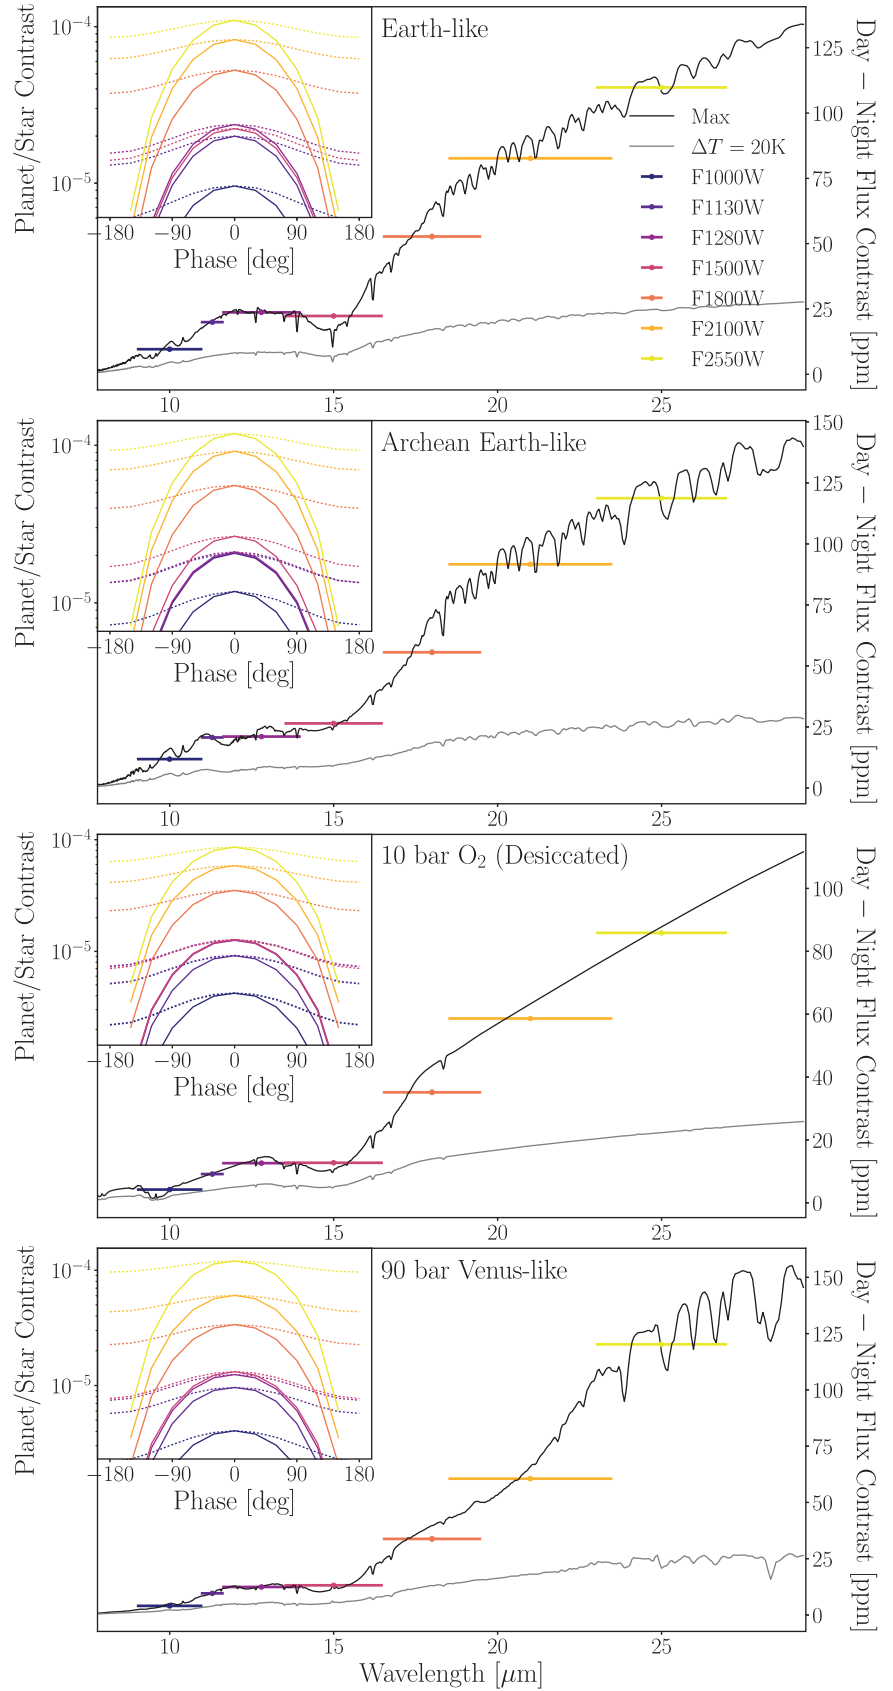 Earth-like
Planet/Star Contrast
10⁻⁴
10⁻⁵
−180 −90 0 90 180
Phase [deg]
Max
ΔT = 20K
F1000W
F1130W
F1280W
F1500W
F1800W
F2100W
F2550W
125
100
75
50
25
0
Day − Night Flux Contrast [ppm]
10 15 20 25
Archean Earth-like
Planet/Star Contrast
10⁻⁴
10⁻⁵
−180 −90 0 90 180
Phase [deg]
150
125
100
75
50
25
0
Day − Night Flux Contrast [ppm]
10 15 20 25
10 bar O₂ (Desiccated)
Planet/Star Contrast
10⁻⁴
10⁻⁵
−180 −90 0 90 180
Phase [deg]
100
80
60
40
20
0
Day − Night Flux Contrast [ppm]
10 15 20 25
90 bar Venus-like
Planet/Star Contrast
10⁻⁴
10⁻⁵
−180 −90 0 90 180
Phase [deg]
150
125
100
75
50
25
0
Day − Night Flux Contrast [ppm]
10 15 20 25
Wavelength [μm]